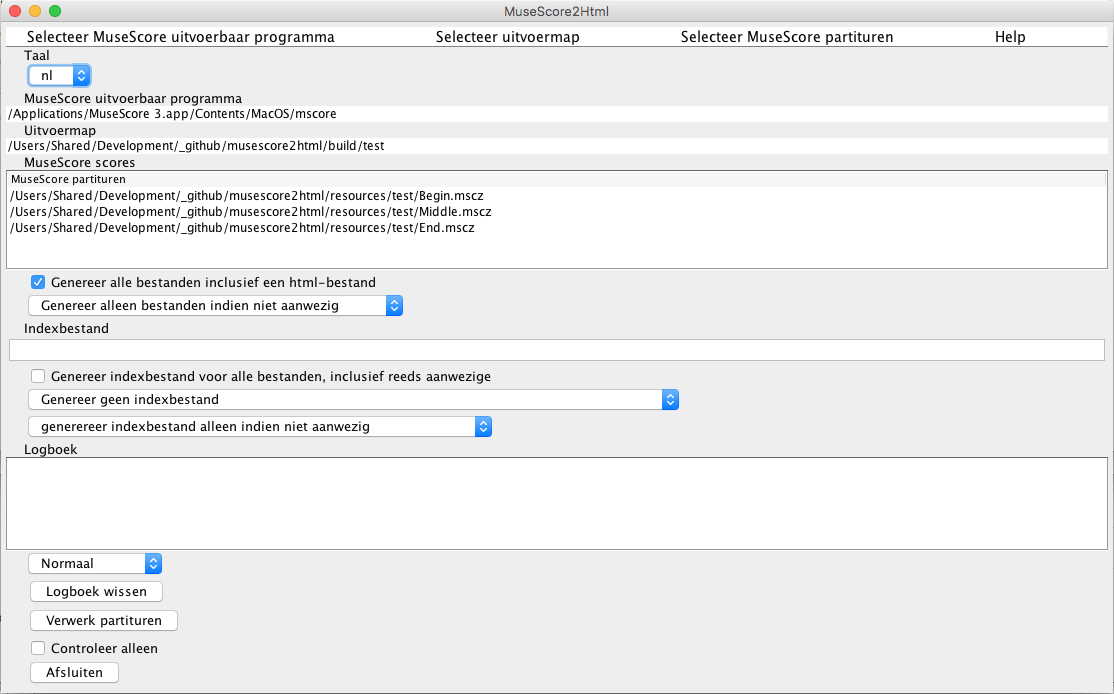 MuseScore2Html
Selecteer MuseScore uitvoerbaar programma Selecteer uitvoermap Selecteer MuseScore partituren Help
Taal
nl
MuseScore uitvoerbaar programma
/Applications/MuseScore 3.app/Contents/MacOS/mscore
Uitvoermap
/Users/Shared/Development/_github/musescore2html/build/test
MuseScore scores
MuseScore partituren
/Users/Shared/Development/_github/musescore2html/resources/test/Begin.mscz
/Users/Shared/Development/_github/musescore2html/resources/test/Middle.mscz
/Users/Shared/Development/_github/musescore2html/resources/test/End.mscz
Genereer alle bestanden inclusief een html-bestand
Genereer alleen bestanden indien niet aanwezig
Indexbestand
Genereer indexbestand voor alle bestanden, inclusief reeds aanwezige
Genereer geen indexbestand
generereer indexbestand alleen indien niet aanwezig
Logboek
Normaal
Logboek wissen
Verwerk partituren
Controleer alleen
Afsluiten